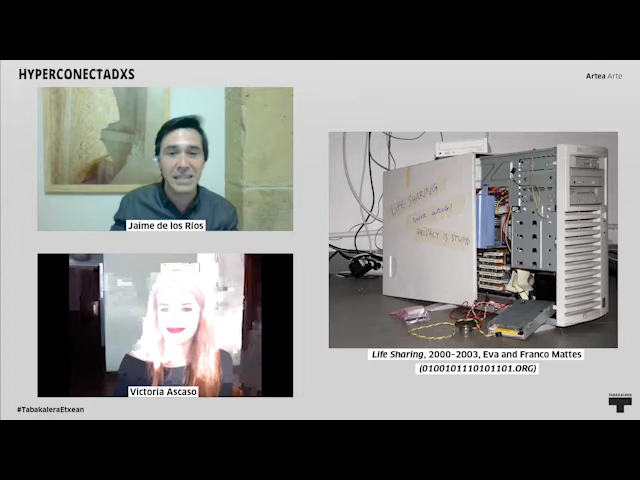 HYPERCONECTADXS
Artea Arte
Jaime de los Ríos
LIFE SHARING
PRIVACY IS STUPID
Life Sharing, 2000-2003, Eva and Franco Mattes
(0100101110101101.ORG)
Victoria Ascaso
#TabakaleraEtxean
TABAKALERA